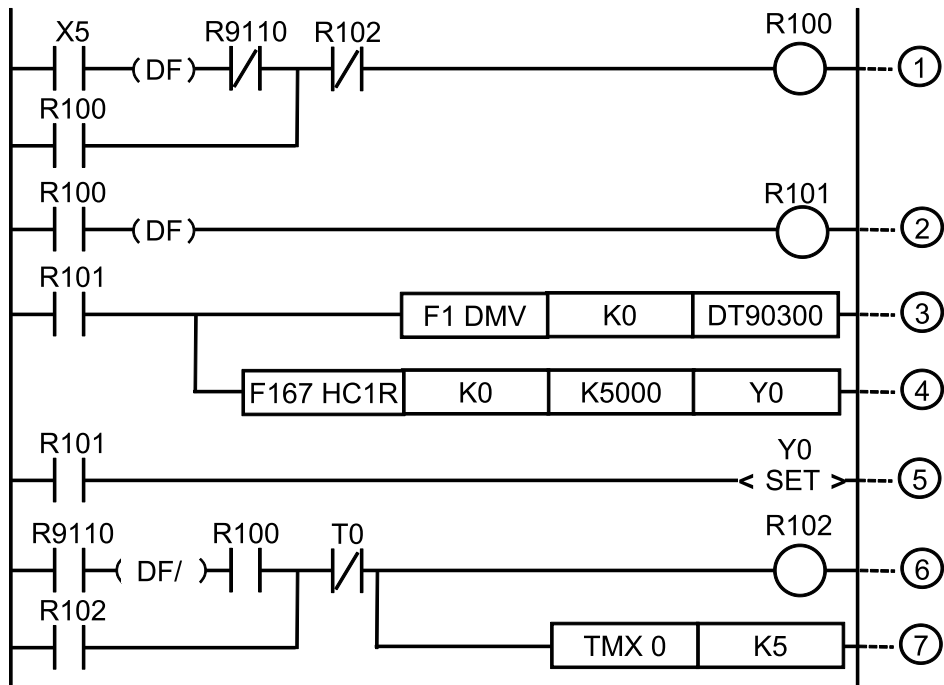 X5 R9110 R102 R100
( DF ) 1
R100
R100 R101
( DF ) 2
R101
F1 DMV K0 DT90300 3
F167 HC1R K0 K5000 Y0 4
R101 Y0
< SET > 5
R9110 R100 T0 R102
( DF/ ) 6
R102
TMX 0 K5 7